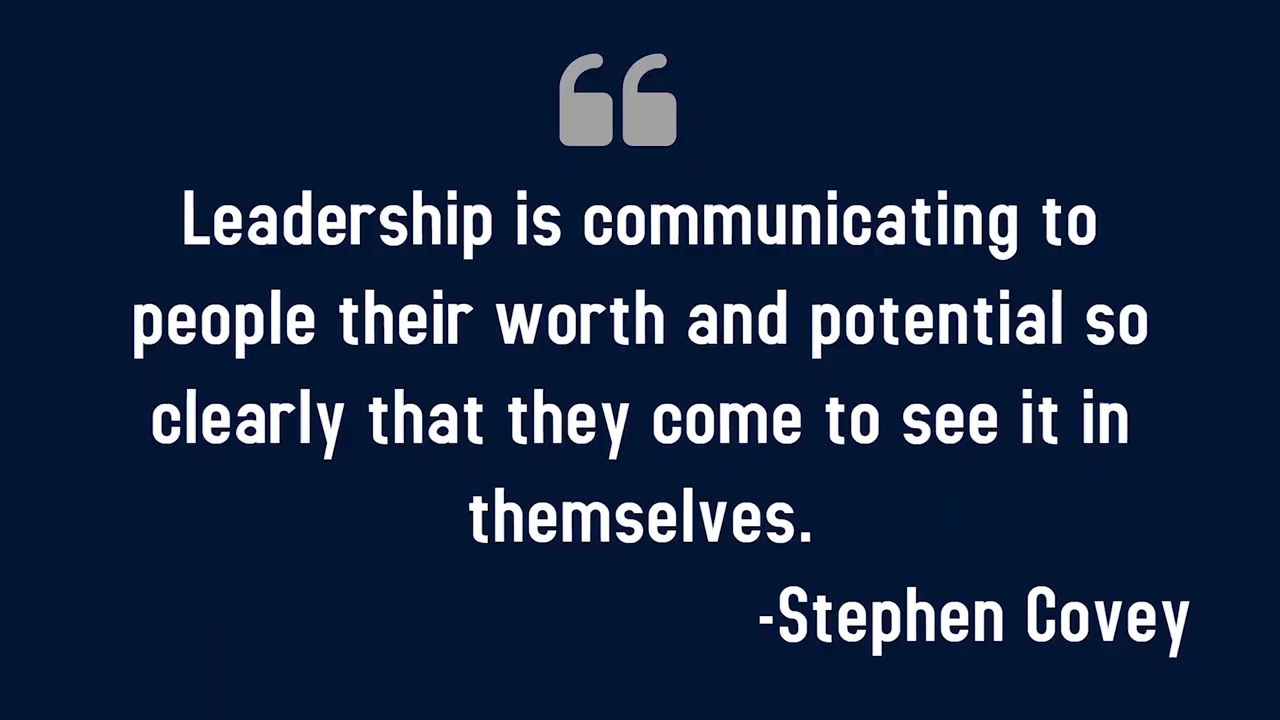 “
Leadership is communicating to
people their worth and potential so
clearly that they come to see it in
themselves.
-Stephen Covey